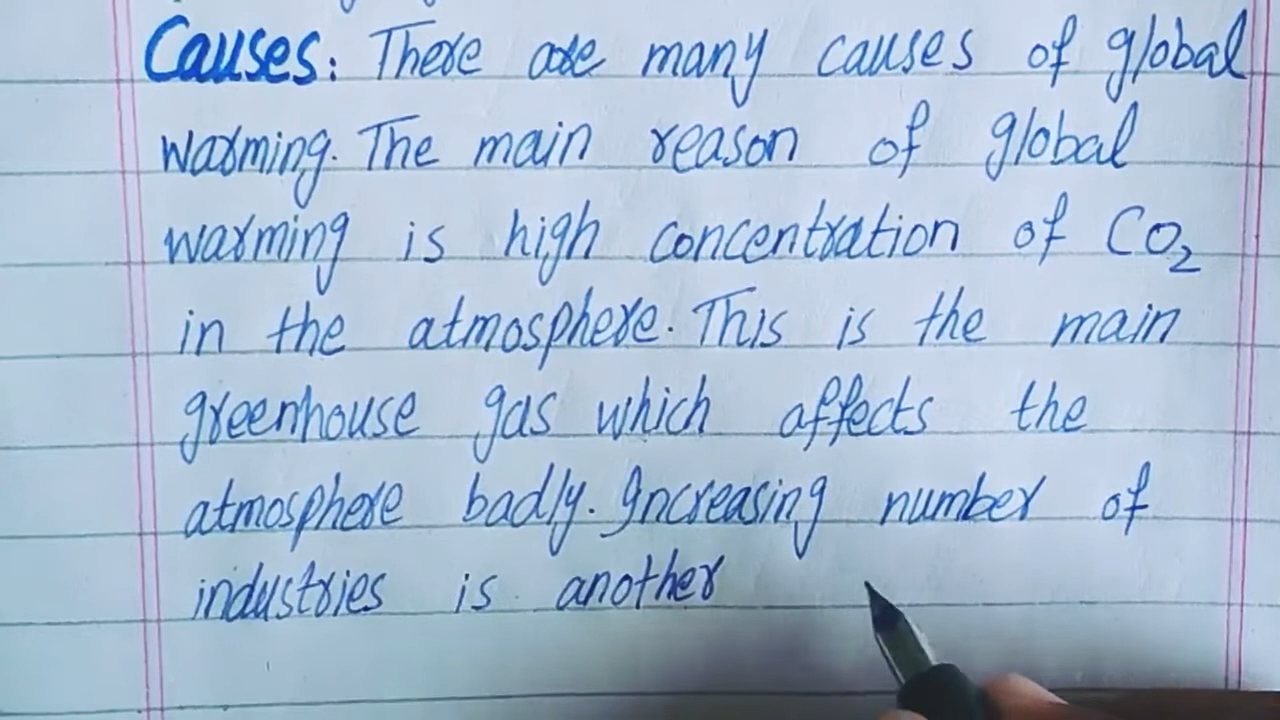 Causes: There are many causes of global
warming. The main reason of global
warming is high concentration of CO₂
in the atmosphere. This is the main
greenhouse gas which affects the
atmosphere badly. Increasing number of
industries is another